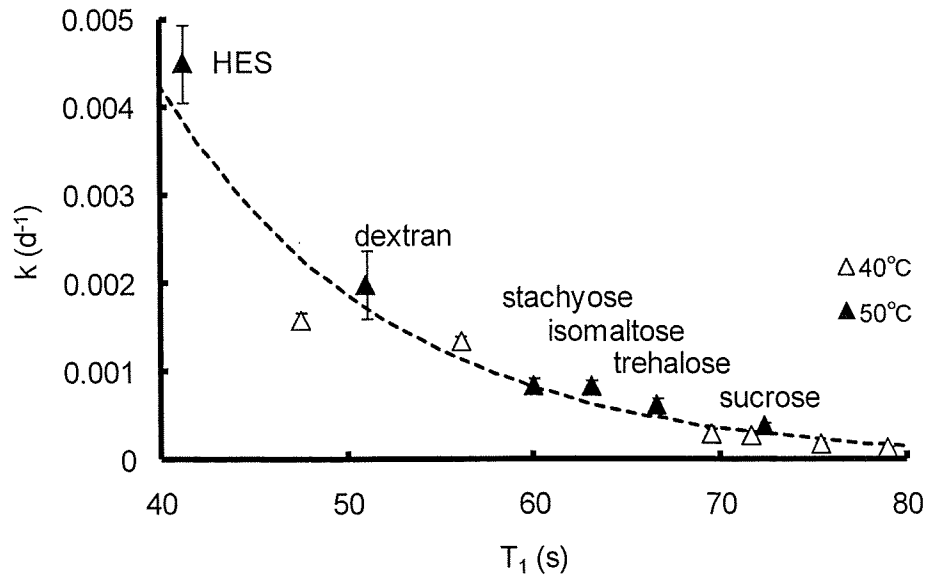 0.005
HES
0.004
0.003
k (d-1)
dextran
0.002
△ 40°C
▲ 50°C
stachyose
isomaltose
trehalose
0.001
sucrose
0
40
50
60
70
80
T1 (s)